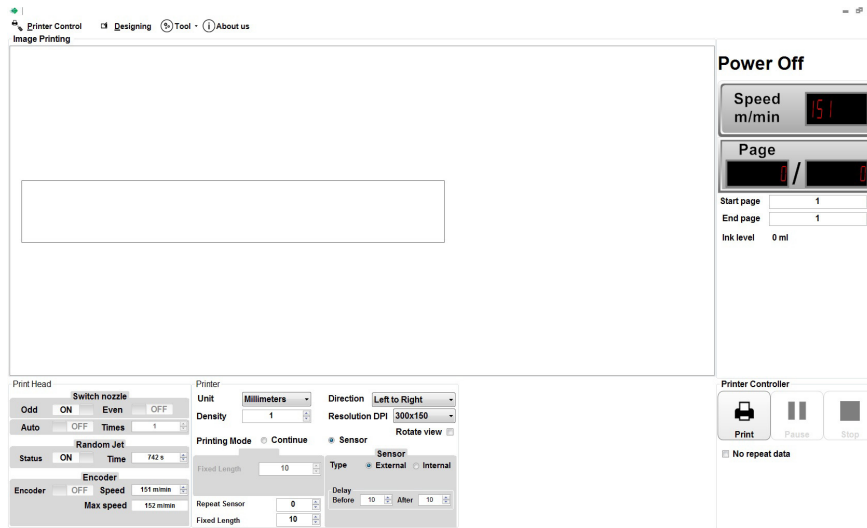 Printer Control Designing Tool About us
Image Printing
Power Off
Speed
m/min
151
Page
0 / 0
Start page 1
End page 1
Ink level 0 ml
Print Head
Switch nozzle
Odd ON Even OFF
Auto OFF Times 1
Random Jet
Status ON Time 742 s
Encoder
Encoder OFF Speed 151 m/min
Max speed 152 m/min
Printer
Unit Millimeters Direction Left to Right
Density 1 Resolution DPI 300x150
Rotate view
Printing Mode Continue Sensor
Fixed Length 10
Repeat Sensor 0
Fixed Length 10
Sensor
Type External Internal
Delay
Before 10 After 10
Printer Controller
Print Pause Stop
No repeat data